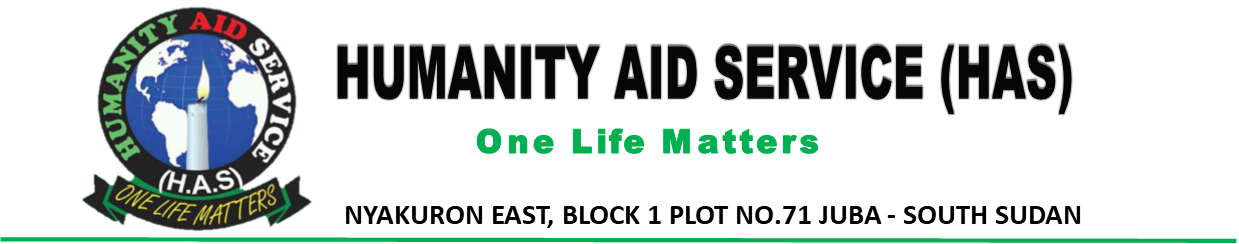 HUMANITY AID SERVICE
(H.A.S)
ONE LIFE MATTERS
HUMANITY AID SERVICE (HAS)
One Life Matters
NYAKURON EAST, BLOCK 1 PLOT NO.71 JUBA - SOUTH SUDAN